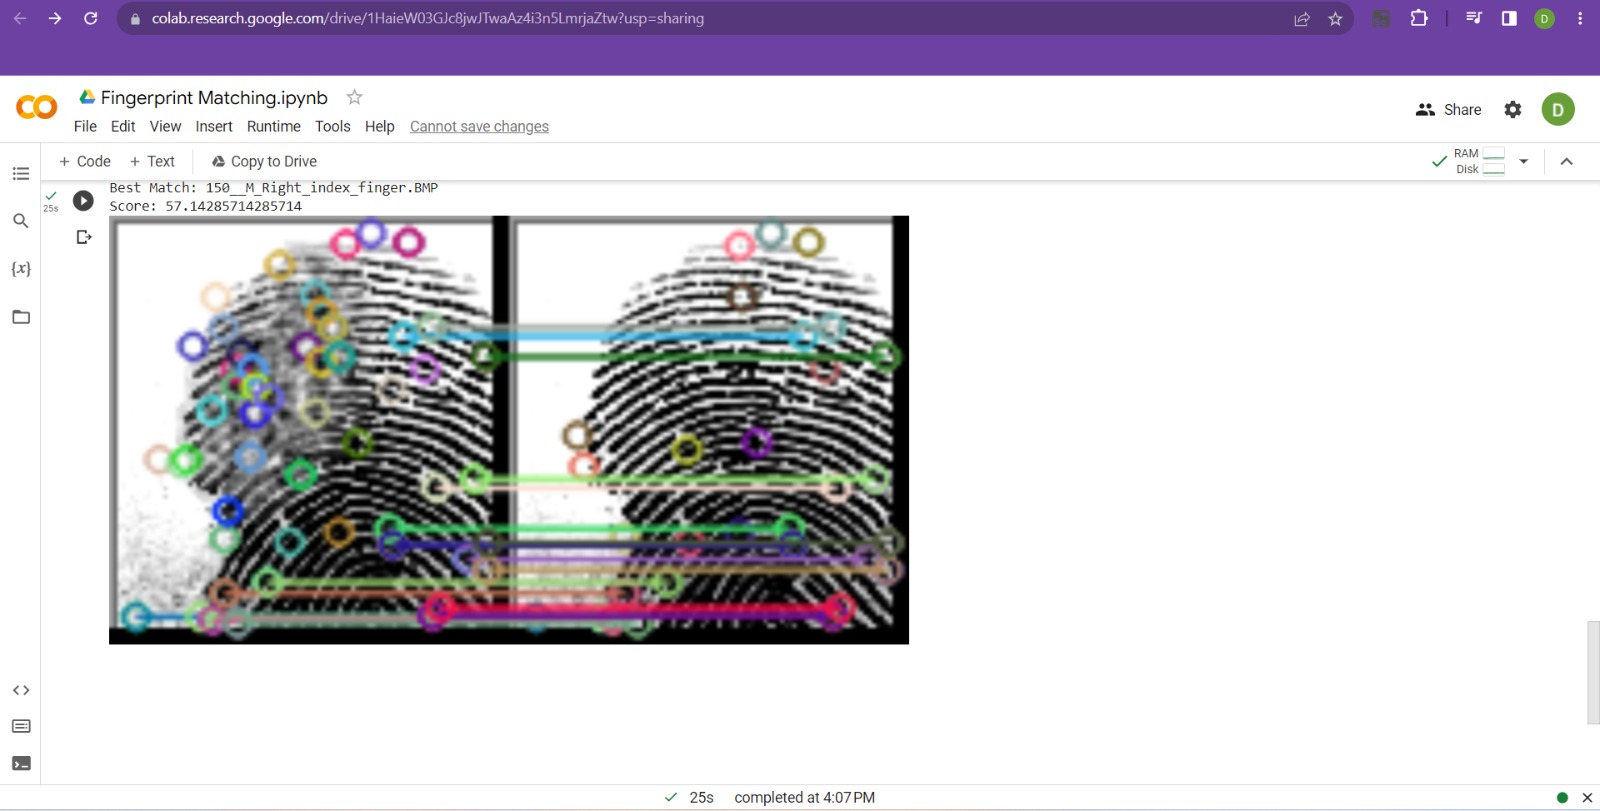 colab.research.google.com/drive/1HaieW03GJc8jwJTwaAz4i3n5LmrjaZtw?usp=sharing
D
Fingerprint Matching.ipynb
File Edit View Insert Runtime Tools Help Cannot save changes
Share
D
+ Code + Text Copy to Drive
RAM
Disk
25s
Best Match: 150__M_Right_index_finger.BMP
Score: 57.14285714285714
{x}
25s completed at 4:07 PM